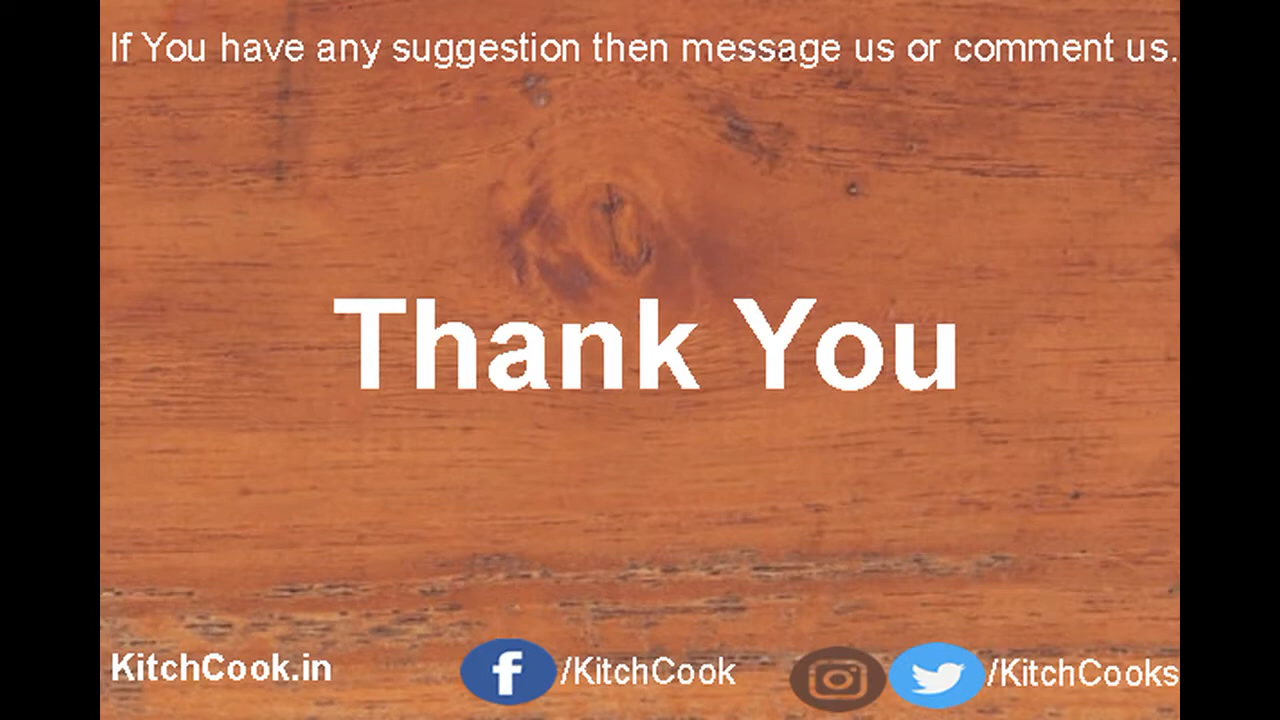 If You have any suggestion then message us or comment us.
Thank You
KitchCook.in
/KitchCook
/KitchCooks